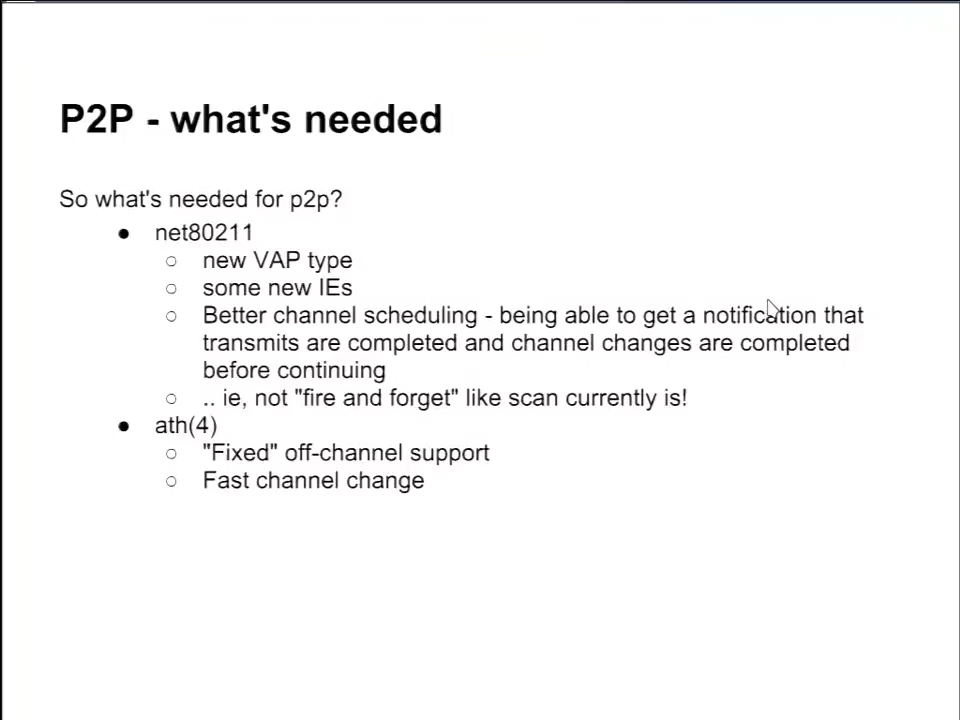 P2P - what's needed
So what's needed for p2p?
● net80211
○ new VAP type
○ some new IEs
○ Better channel scheduling - being able to get a notification that
transmits are completed and channel changes are completed
before continuing
○ .. ie, not "fire and forget" like scan currently is!
● ath(4)
○ "Fixed" off-channel support
○ Fast channel change